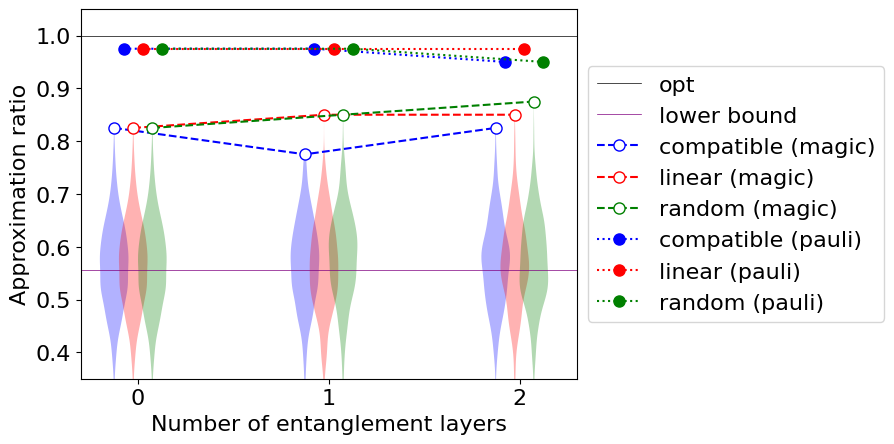 1.0
0.9
0.8
0.7
0.6
0.5
0.4
Approximation ratio
0 1 2
Number of entanglement layers
opt
lower bound
compatible (magic)
linear (magic)
random (magic)
compatible (pauli)
linear (pauli)
random (pauli)